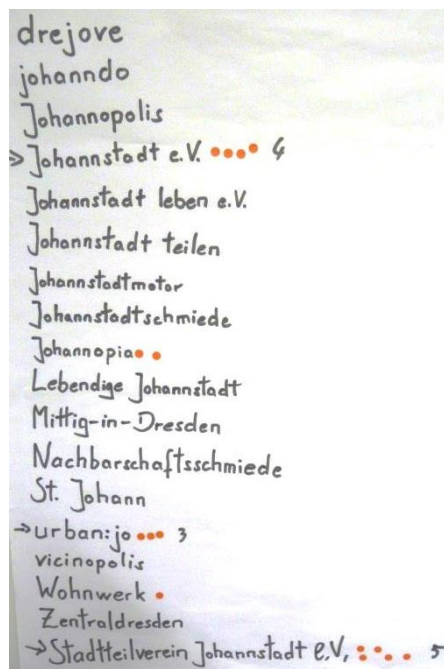 drejove
johanndo
Johannopolis
> Johannstadt e.V. 4
Johannstadt leben e.V.
Johannstadt teilen
Johannstadtmotor
Johannstadtschmiede
Johannopia
Lebendige Johannstadt
Mittig-in-Dresden
Nachbarschaftsschmiede
St. Johann
→ urban:jo 3
vicinopolis
Wohnwerk
Zentraldresden
→ Stadtteilverein Johannstadt e.V. 5